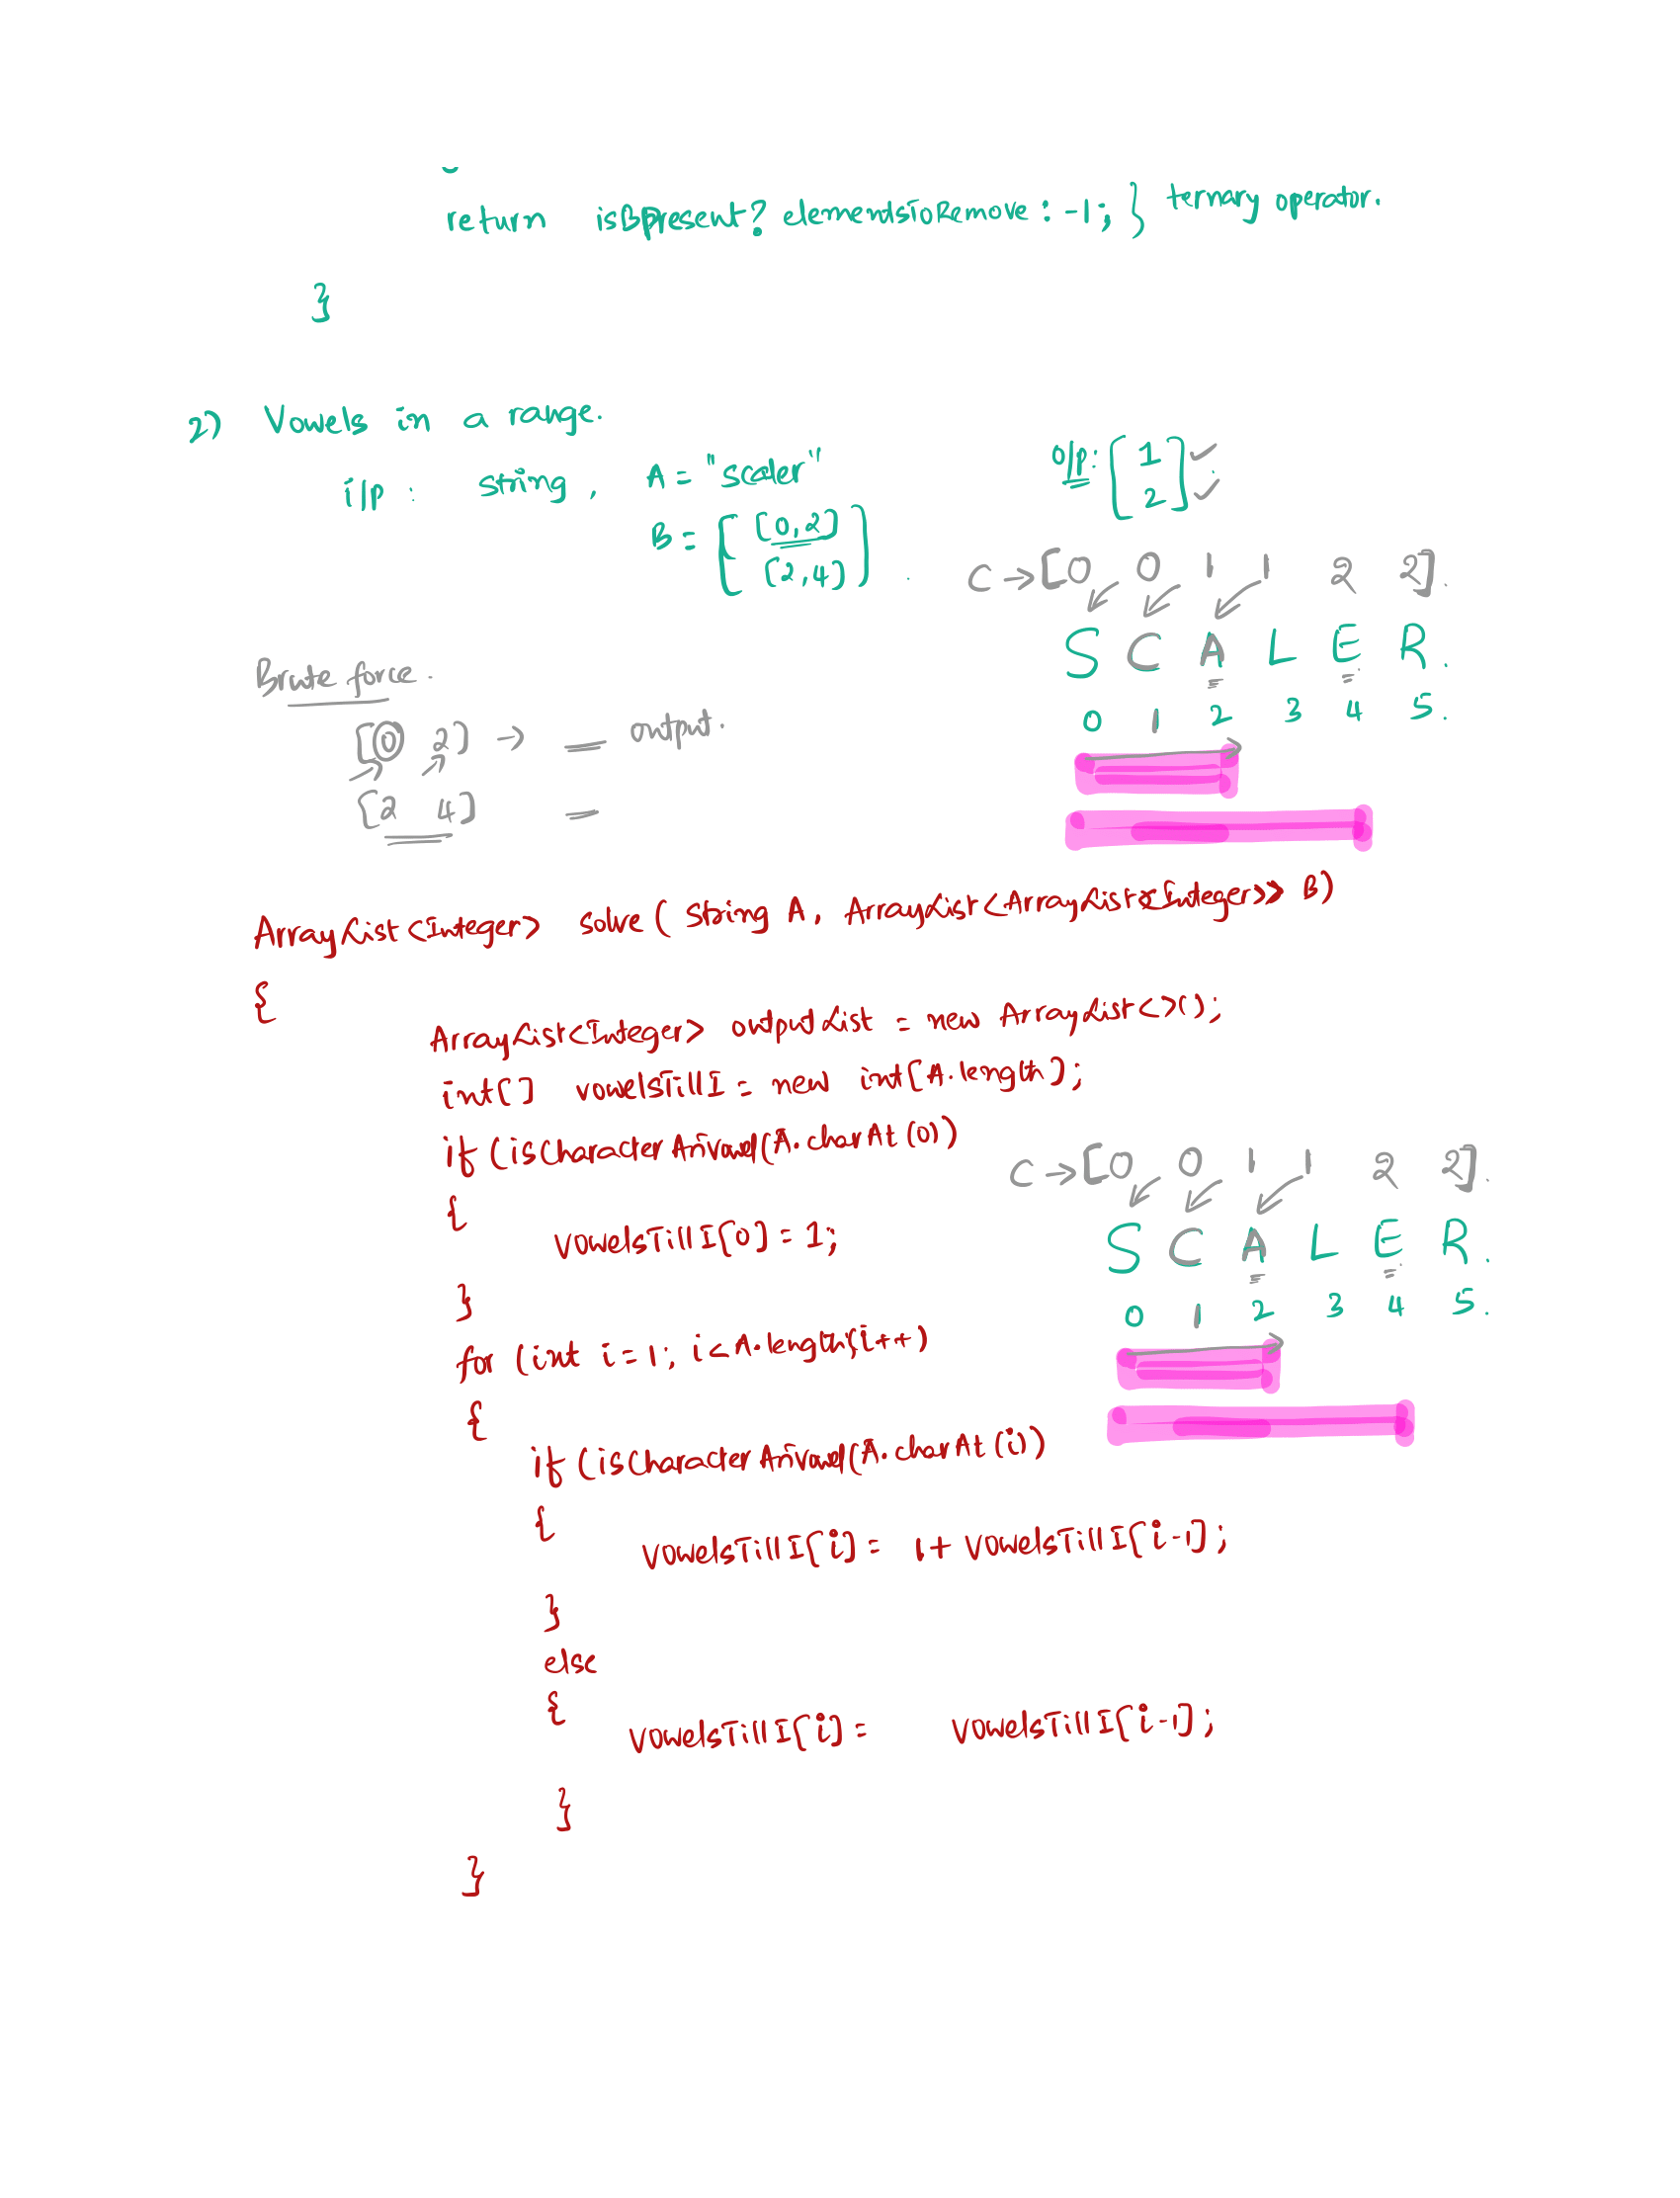 return isBPresent? elementsToRemove : -1; } ternary operator.
}
2) Vowels in a range.
i/p : string, A = "scaler"
B = [ [0,2]
[2,4] ].
o/p: [ 1
2 ].
C → [0 0 1 1 2 2].
S C A L E R.
0 1 2 3 4 5.
Brute force.
[0 2] → = output.
[2 4] =
ArrayList<Integer> solve ( String A, ArrayList<ArrayList<Integer>> B)
{
ArrayList<Integer> outputList = new ArrayList<>();
int[] vowelsTillI = new int[A.length];
if (isCharacterAnVowel(A.charAt(0))
{
vowelsTillI[0] = 1;
}
C → [0 0 1 1 2 2].
S C A L E R.
0 1 2 3 4 5.
for (int i = 1; i < A.length; i++)
{
if (isCharacterAnVowel(A.charAt(i))
{
vowelsTillI[i] = 1 + vowelsTillI[i-1];
}
else
{
vowelsTillI[i] = vowelsTillI[i-1];
}
}